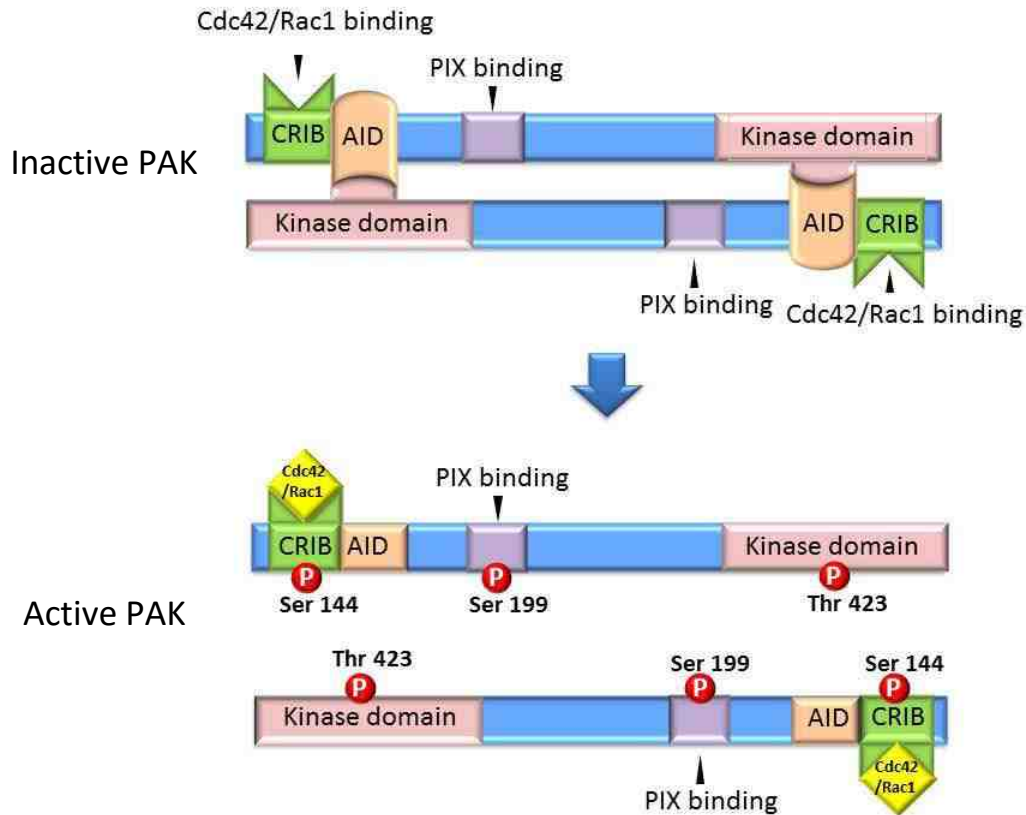 Cdc42/Rac1 binding
PIX binding
CRIB AID Kinase domain
Inactive PAK
Kinase domain AID CRIB
PIX binding Cdc42/Rac1 binding
Cdc42
/Rac1
PIX binding
CRIB AID Kinase domain
P P P
Ser 144 Ser 199 Thr 423
Active PAK
Thr 423 Ser 199 Ser 144
P P P
Kinase domain AID CRIB
Cdc42
/Rac1
PIX binding